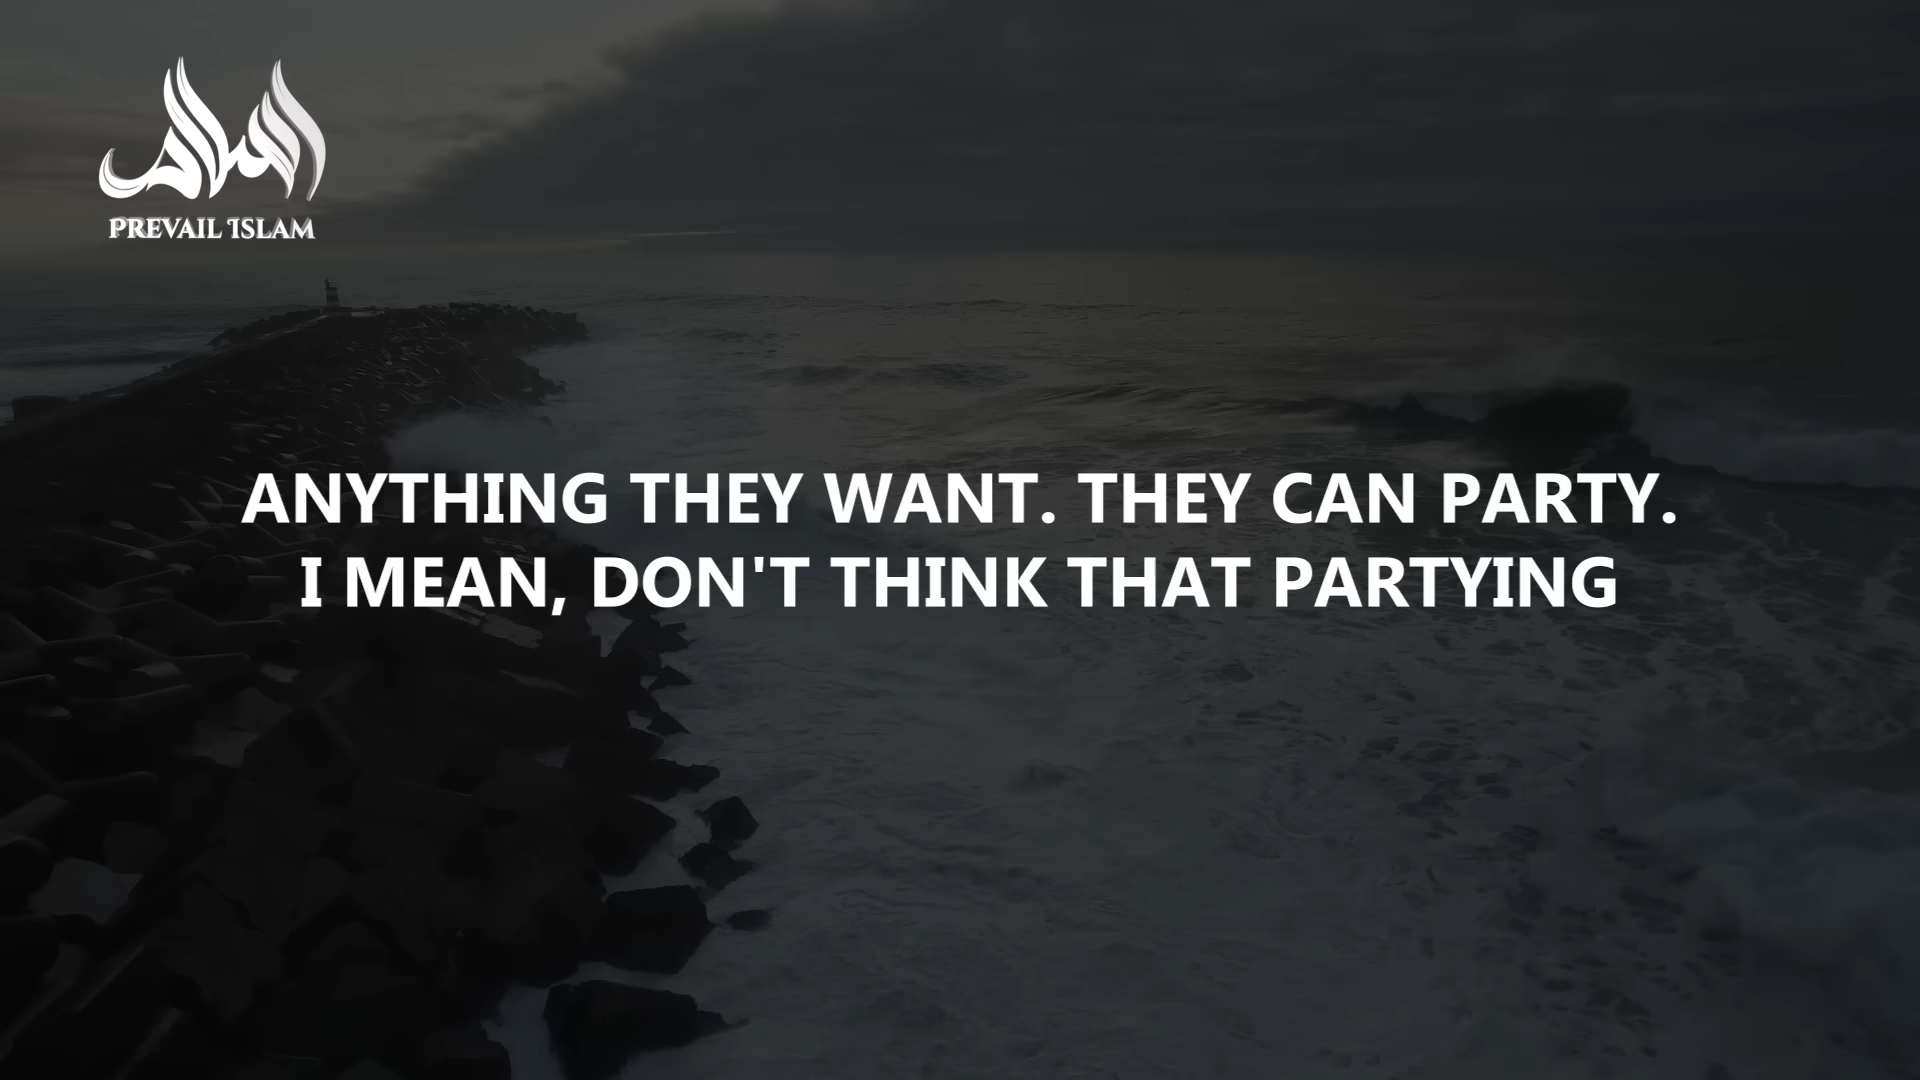 PREVAIL ISLAM
ANYTHING THEY WANT. THEY CAN PARTY.
I MEAN, DON'T THINK THAT PARTYING